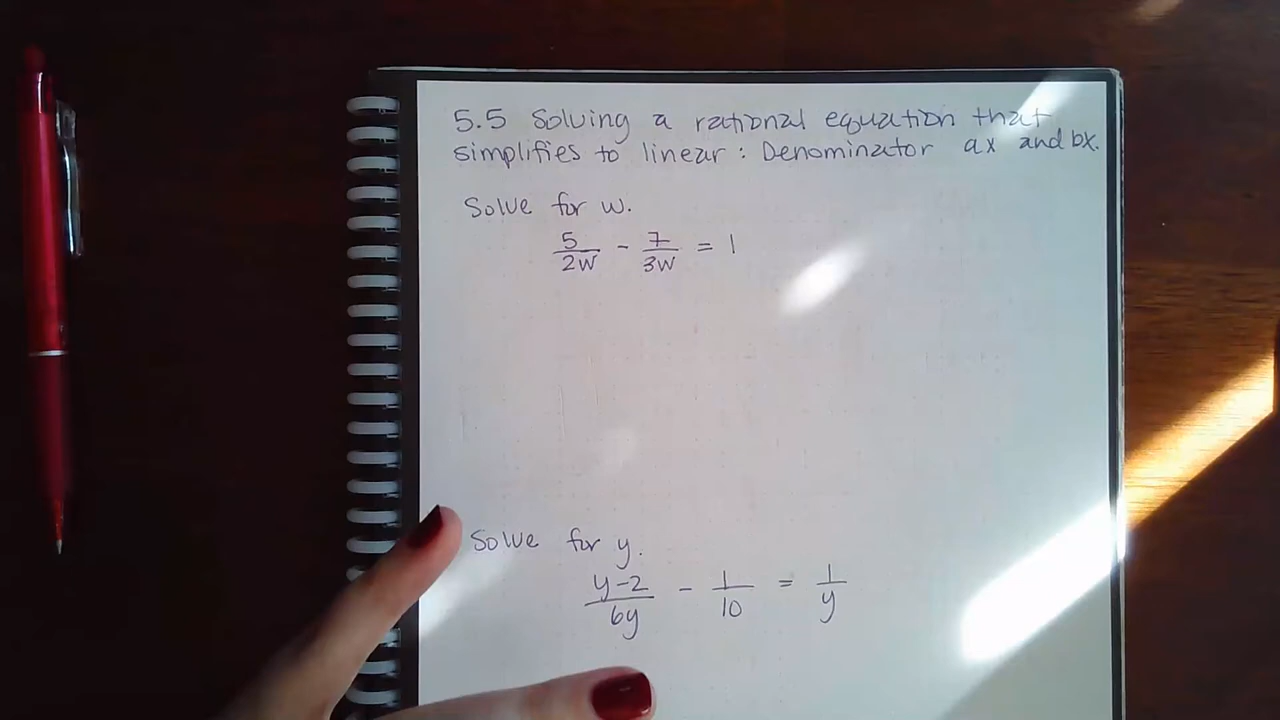 5.5 Solving a rational equation that
simplifies to linear: Denominator ax and bx.
Solve for w.
5/2w - 7/3w = 1
Solve for y.
y-2/6y - 1/10 = 1/y